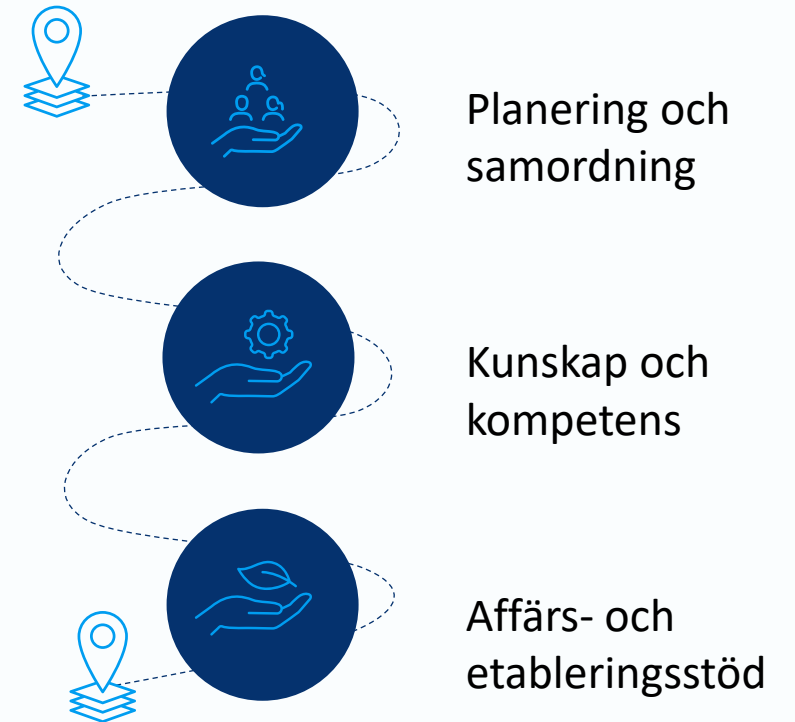 Planering och
samordning
Kunskap och
kompetens
Affärs- och
etableringsstöd